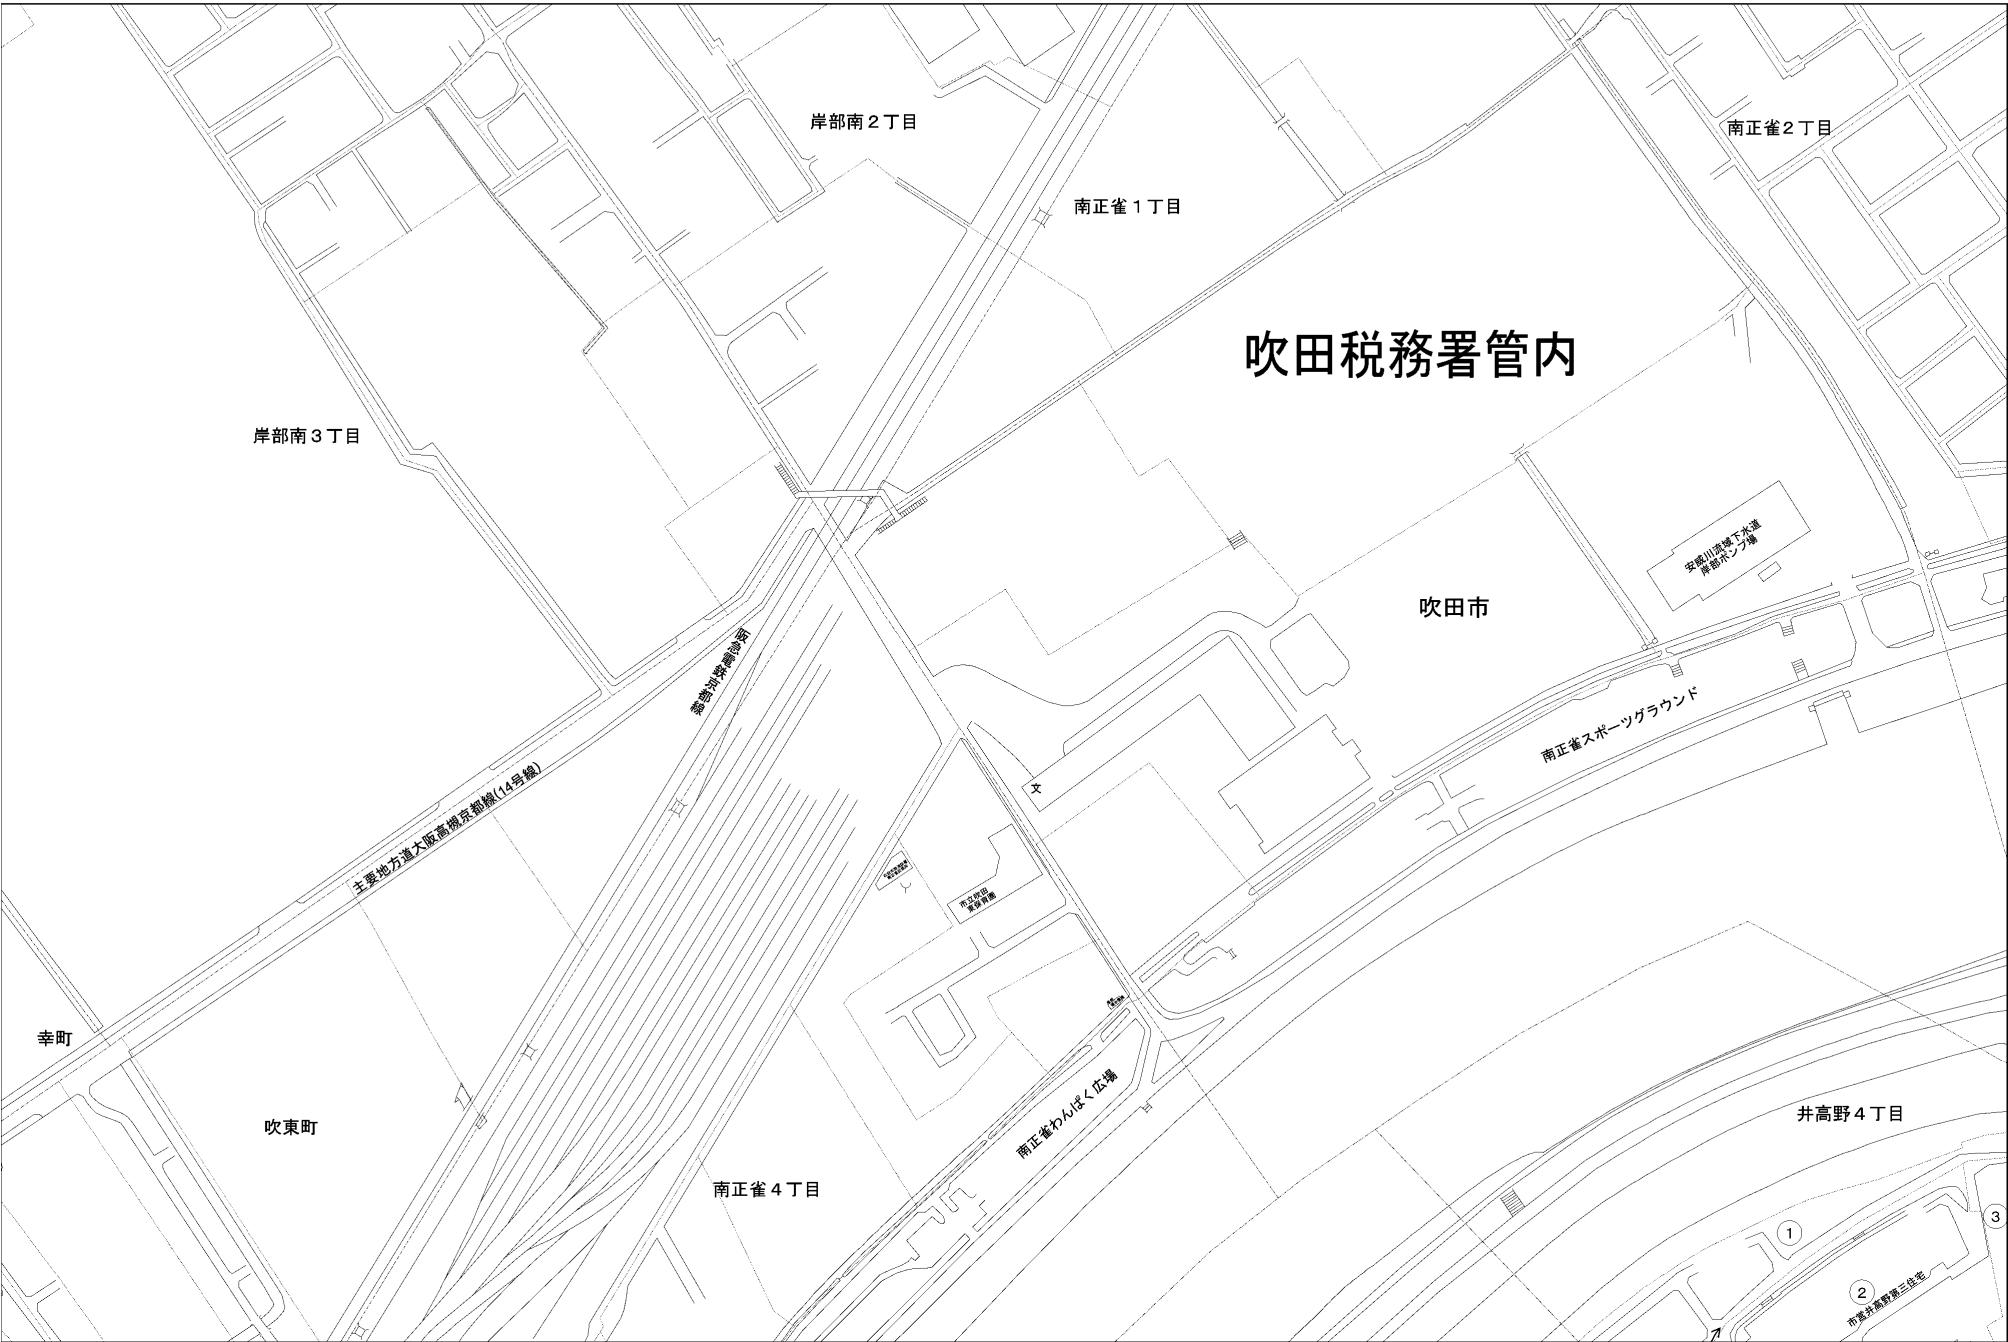 岸部南２丁目
南正雀２丁目
南正雀１丁目
吹田税務署管内
岸部南３丁目
安威川流域下水道
岸部ポンプ場
吹田市
阪急電鉄京都線
南正雀スポーツグラウンド
主要地方道大阪高槻京都線(14号線)
文
市立吹田
東保育園
幸町
吹東町
南正雀わんぱく広場
井高野４丁目
南正雀４丁目
③
①
②
市営井高野第三住宅